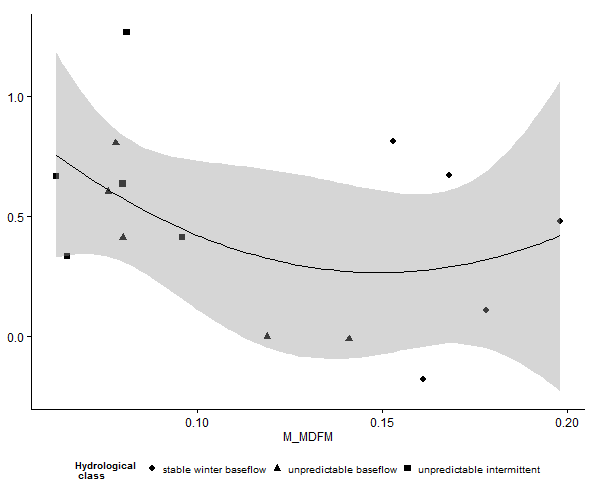 1.0
0.5
0.0
0.10 0.15 0.20
M_MDFM
Hydrological
class
stable winter baseflow unpredictable baseflow unpredictable intermittent